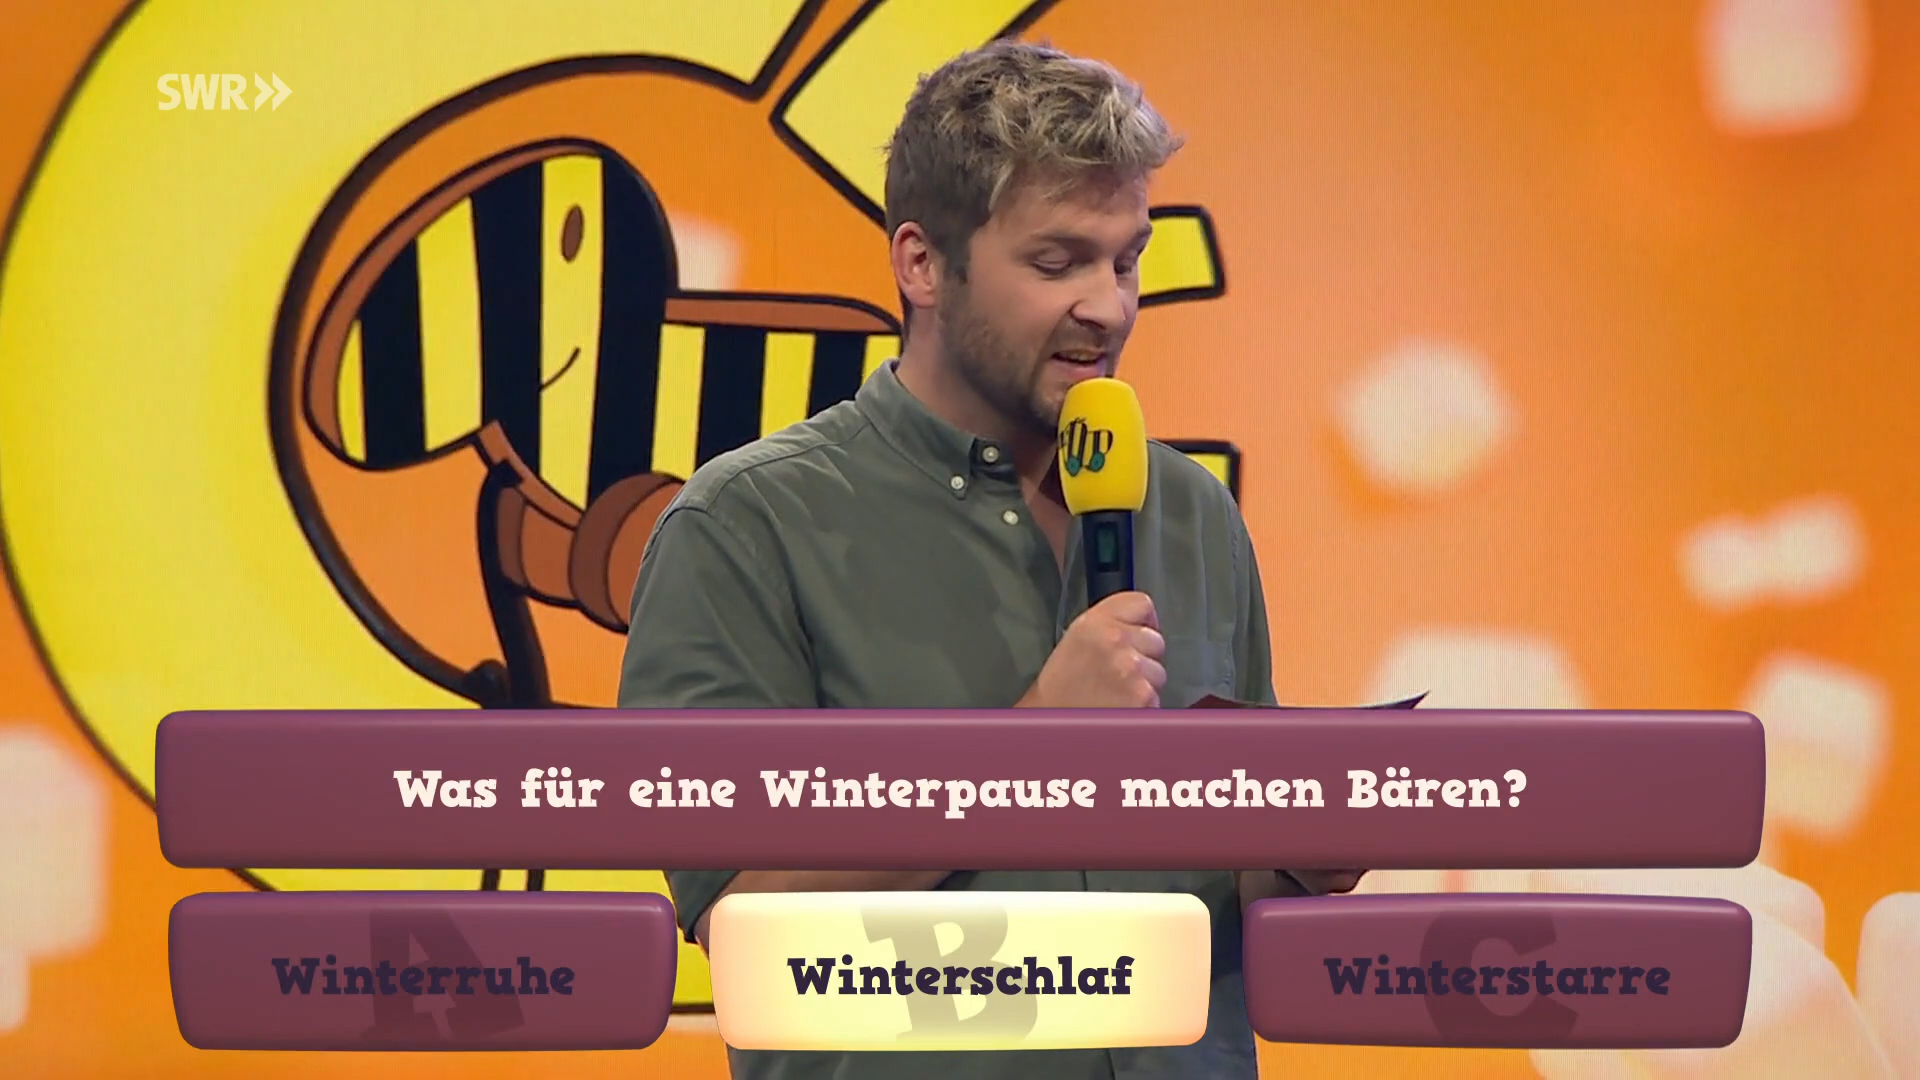 SWR
Was für eine Winterpause machen Bären?
A
Winterruhe
B
Winterschlaf
C
Winterstarre